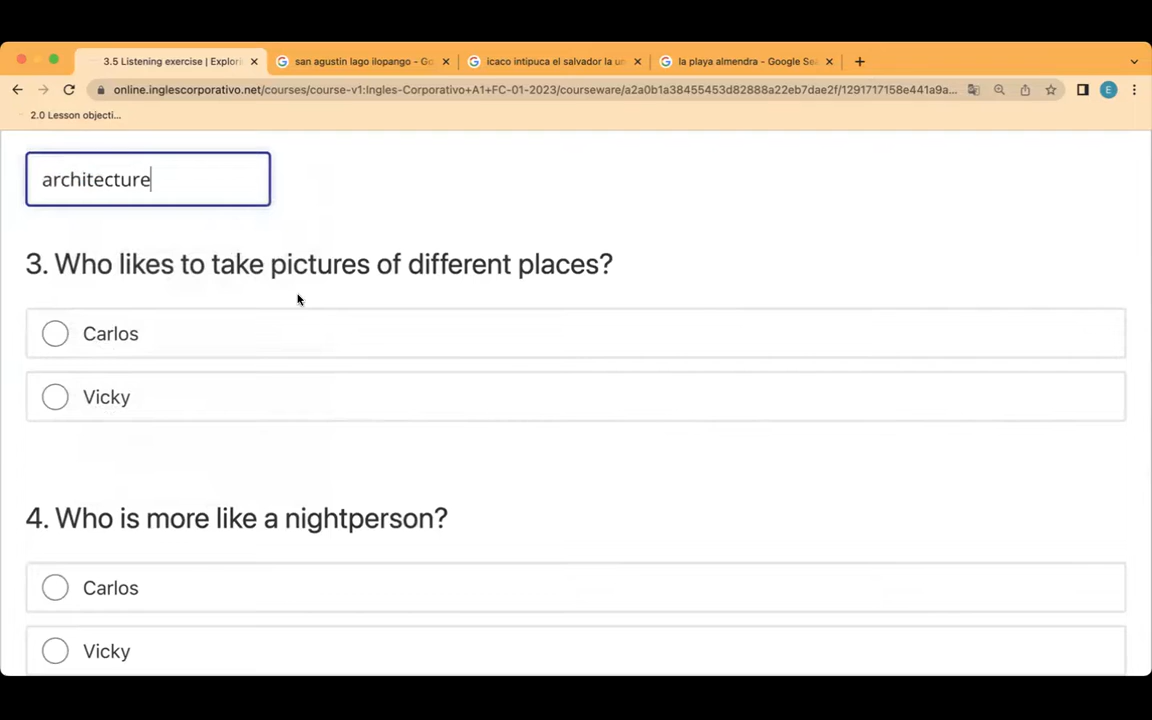 3.5 Listening exercise | Explori
san agustin lago ilopango - Go
icaco intipuca el salvador la u
la playa almendra - Google Sea
online.inglescorporativo.net/courses/course-v1:Ingles-Corporativo+A1+FC-01-2023/courseware/a2a0b1a38455453d82888a22eb7dae2f/1291717158e441a9a...
E
2.0 Lesson objecti...
architecture
3. Who likes to take pictures of different places?
Carlos
Vicky
4. Who is more like a nightperson?
Carlos
Vicky